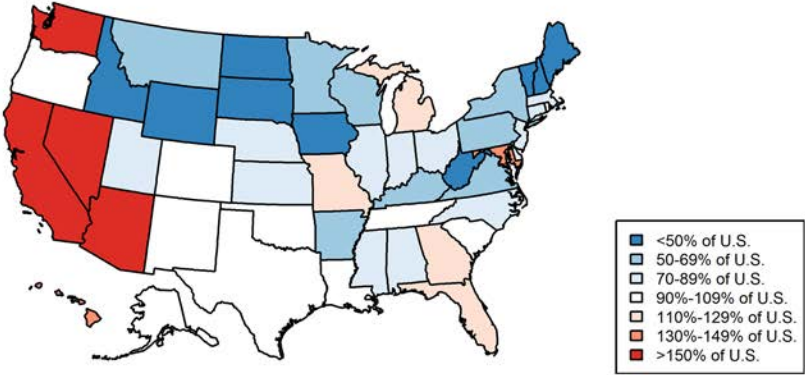 <50% of U.S.
50-69% of U.S.
70-89% of U.S.
90%-109% of U.S.
110%-129% of U.S.
130%-149% of U.S.
>150% of U.S.